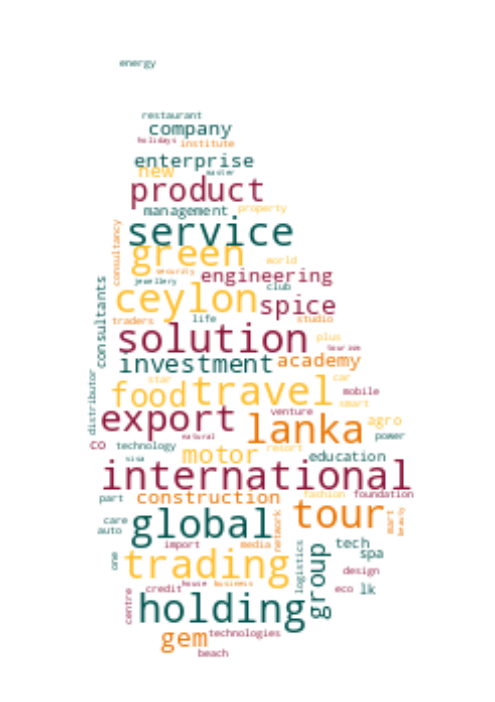 energy
restaurant
company
holidays institute
enterprise
new master
product
management property
service
consultancy
green world
security
engineering
jewellery club
consultants
ceylon spice
traders life studio
solution plus
tourism
investment academy
star car
distributor
food travel mobile
venture smart
export lanka agro
natural power
co technology resort
motor education
visa
international
part construction fashion foundation
tour
care global mart beauty
auto network
import media tech
trading spa
one logistics group
design
credit house business eco lk
centre
holding
gem technologies
beach